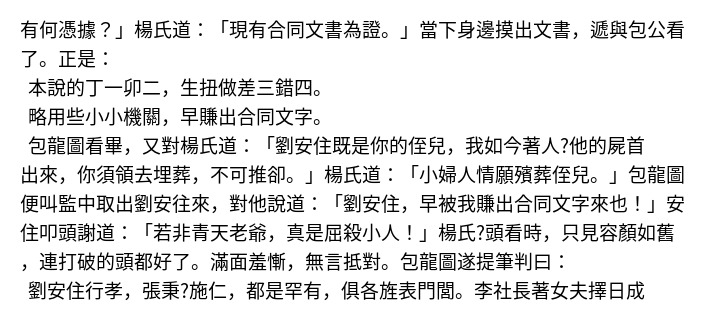 有何憑據？」楊氏道：「現有合同文書為證。」當下身邊摸出文書，遞與包公看
了。正是：
本說的丁一卯二，生扭做差三錯四。
略用些小小機關，早賺出合同文字。
包龍圖看畢，又對楊氏道：「劉安住既是你的侄兒，我如今著人?他的屍首
出來，你須領去埋葬，不可推卻。」楊氏道：「小婦人情願殯葬侄兒。」包龍圖
便叫監中取出劉安往來，對他說道：「劉安住，早被我賺出合同文字來也！」安
住叩頭謝道：「若非青天老爺，真是屈殺小人！」楊氏?頭看時，只見容顏如舊
，連打破的頭都好了。滿面羞慚，無言抵對。包龍圖遂提筆判曰：
劉安住行孝，張秉?施仁，都是罕有，俱各旌表門閭。李社長著女夫擇日成